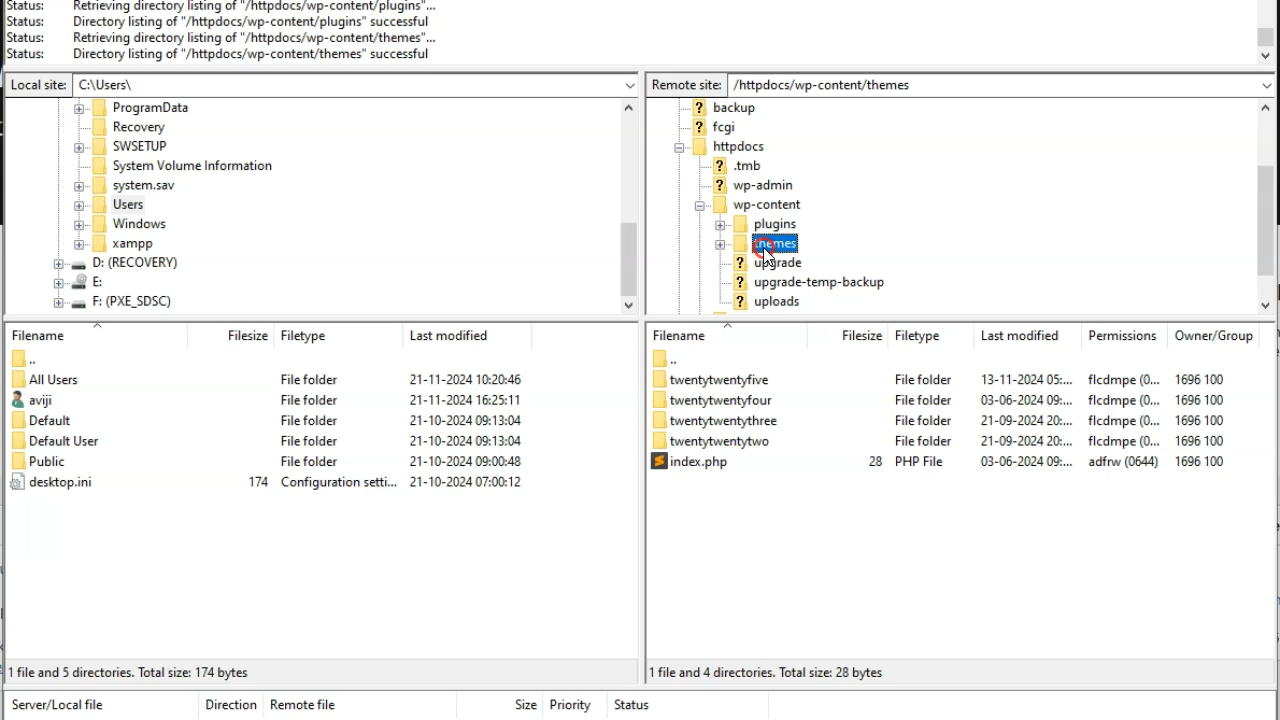 Status: Retrieving directory listing of "/httpdocs/wp-content/plugins"...
Status: Directory listing of "/httpdocs/wp-content/plugins" successful
Status: Retrieving directory listing of "/httpdocs/wp-content/themes"...
Status: Directory listing of "/httpdocs/wp-content/themes" successful
Local site: C:\Users\
ProgramData
Recovery
SWSETUP
System Volume Information
system.sav
Users
Windows
xampp
D: (RECOVERY)
E:
F: (PXE_SDSC)
Remote site: /httpdocs/wp-content/themes
backup
fcgi
httpdocs
.tmb
wp-admin
wp-content
plugins
themes
upgrade
upgrade-temp-backup
uploads
Filename Filesize Filetype Last modified
..
All Users File folder 21-11-2024 10:20:46
aviji File folder 21-11-2024 16:25:11
Default File folder 21-10-2024 09:13:04
Default User File folder 21-10-2024 09:13:04
Public File folder 21-10-2024 09:00:48
desktop.ini 174 Configuration setti... 21-10-2024 07:00:12
1 file and 5 directories. Total size: 174 bytes
Filename Filesize Filetype Last modified Permissions Owner/Group
..
twentytwentyfive File folder 13-11-2024 05:... flcdmpe (0... 1696 100
twentytwentyfour File folder 03-06-2024 09:... flcdmpe (0... 1696 100
twentytwentythree File folder 21-09-2024 20:... flcdmpe (0... 1696 100
twentytwentytwo File folder 21-09-2024 20:... flcdmpe (0... 1696 100
index.php 28 PHP File 03-06-2024 09:... adfrw (0644) 1696 100
1 file and 4 directories. Total size: 28 bytes
Server/Local file Direction Remote file Size Priority Status